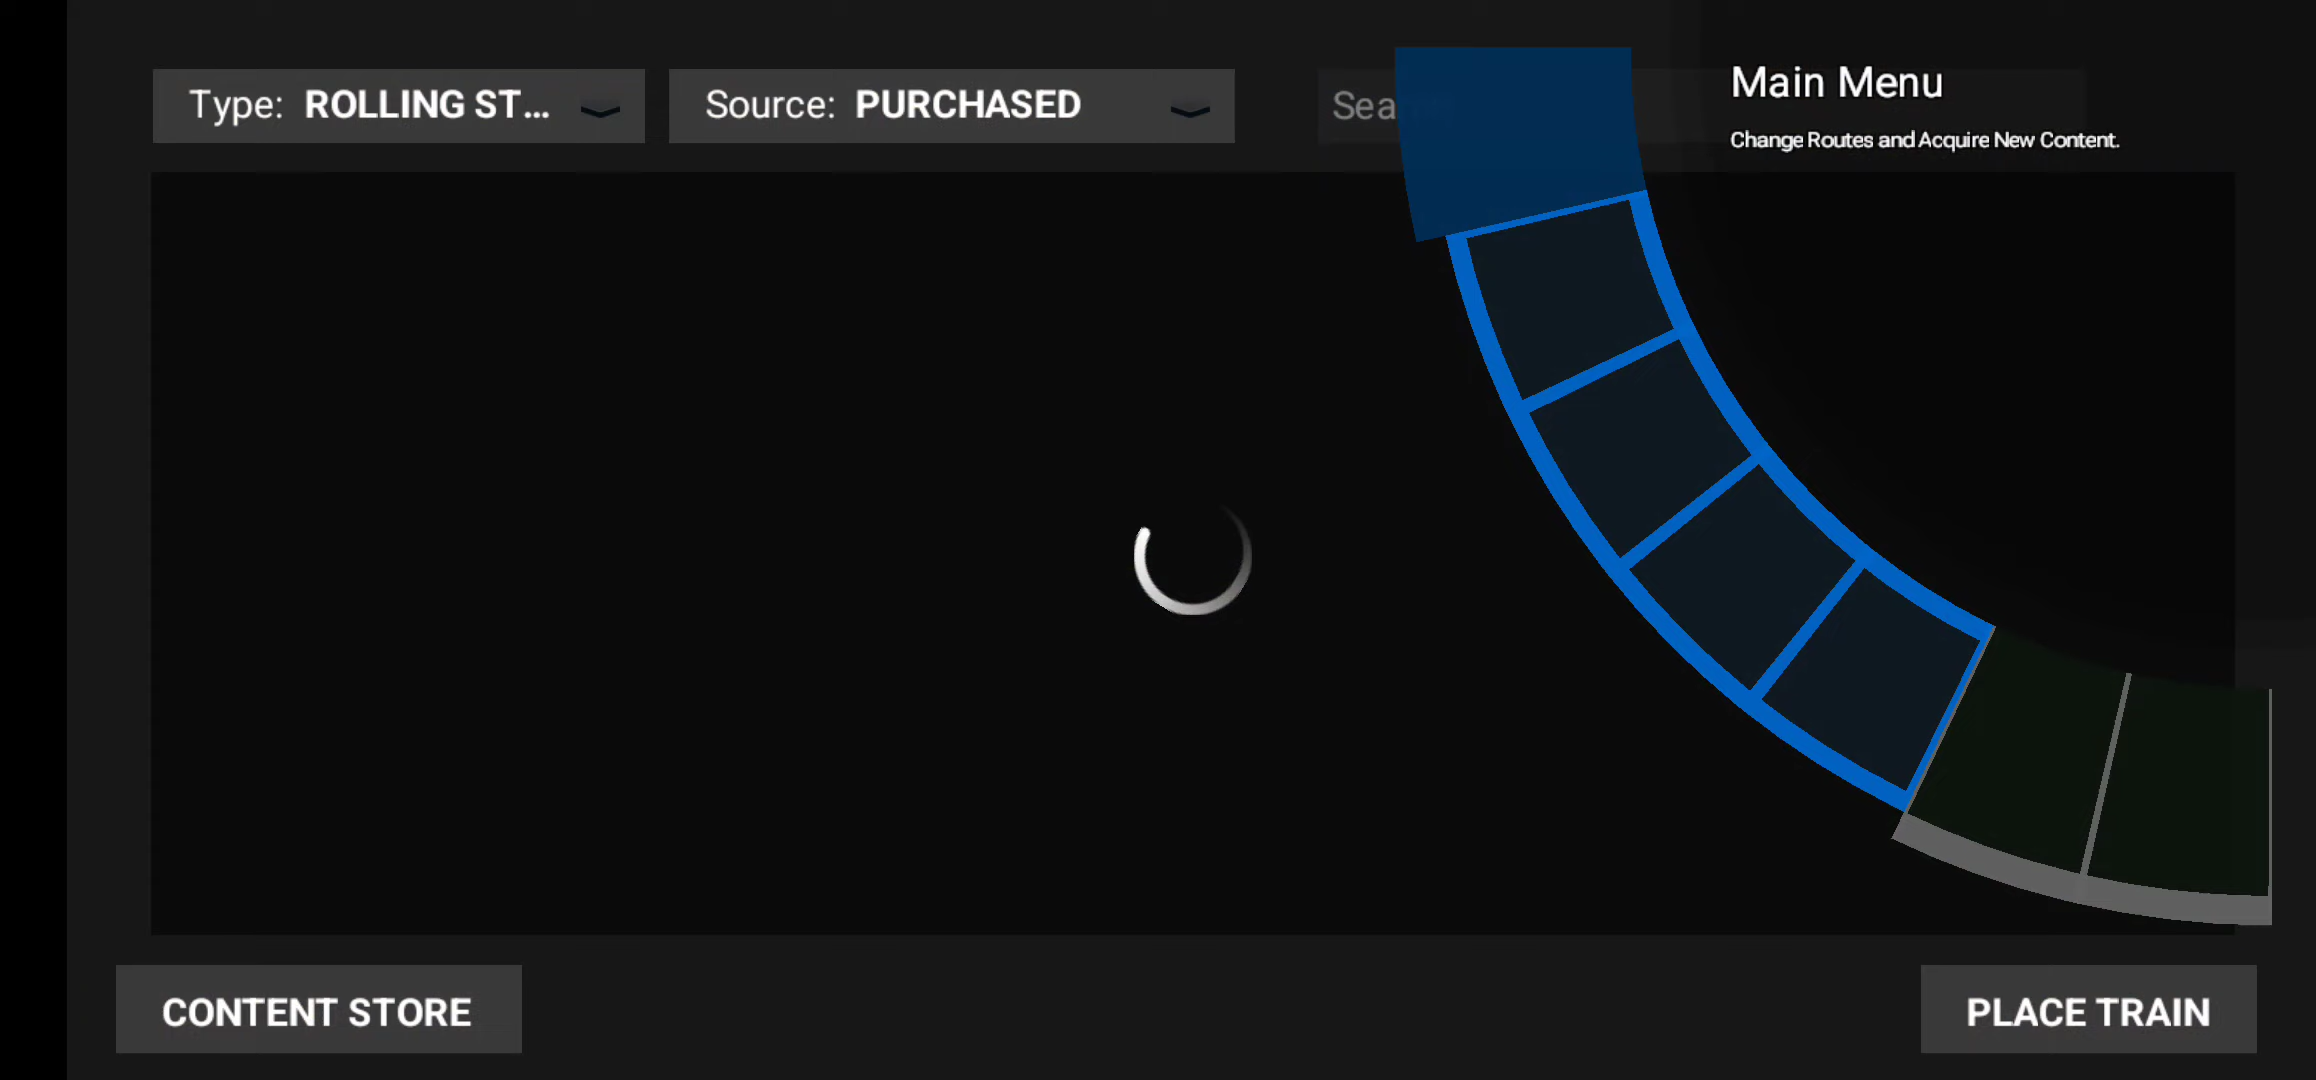 Type: ROLLING ST...
Source: PURCHASED
Main Menu
Change Routes and Acquire New Content.
CONTENT STORE
PLACE TRAIN